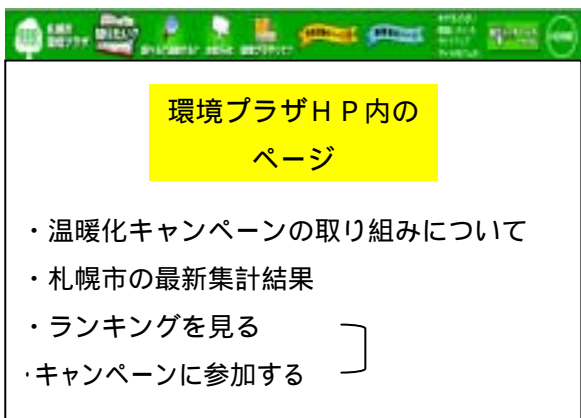 環境プラザＨＰ内の
ページ
・温暖化キャンペーンの取り組みについて
・札幌市の最新集計結果
・ランキングを見る
・キャンペーンに参加する